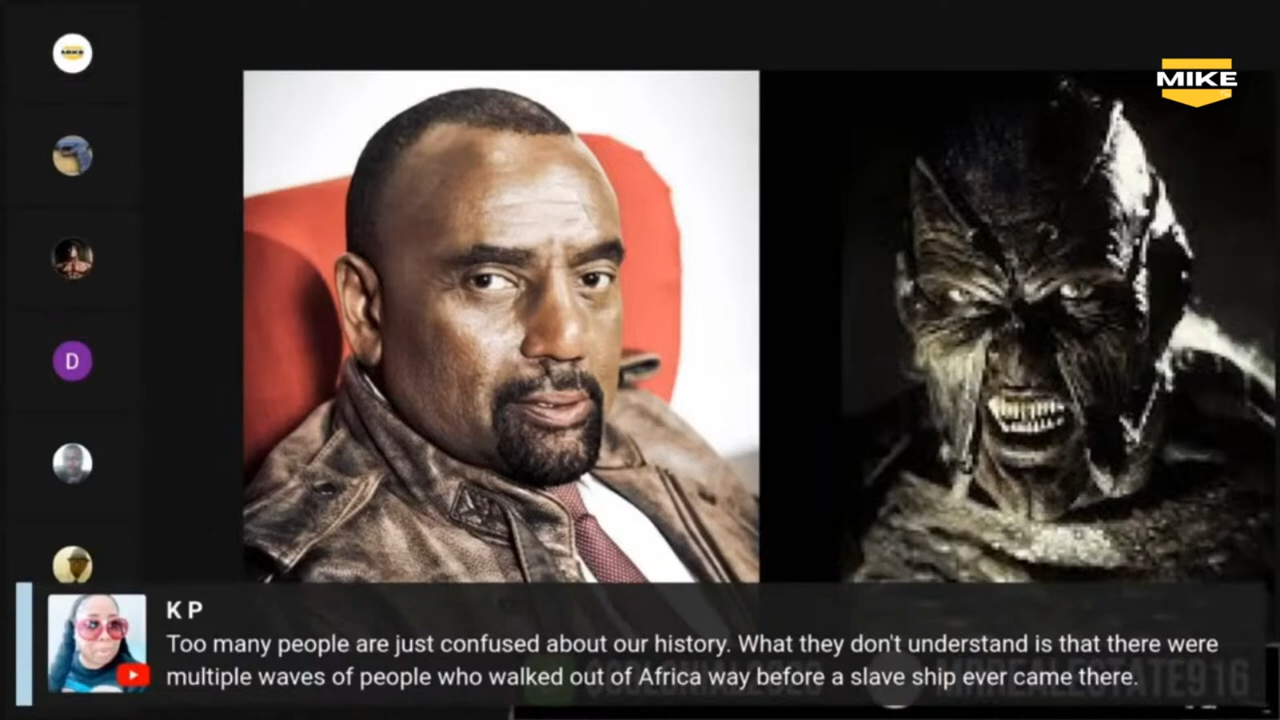 MIKE
MIKE
D
K P
Too many people are just confused about our history. What they don't understand is that there were
multiple waves of people who walked out of Africa way before a slave ship ever came there.